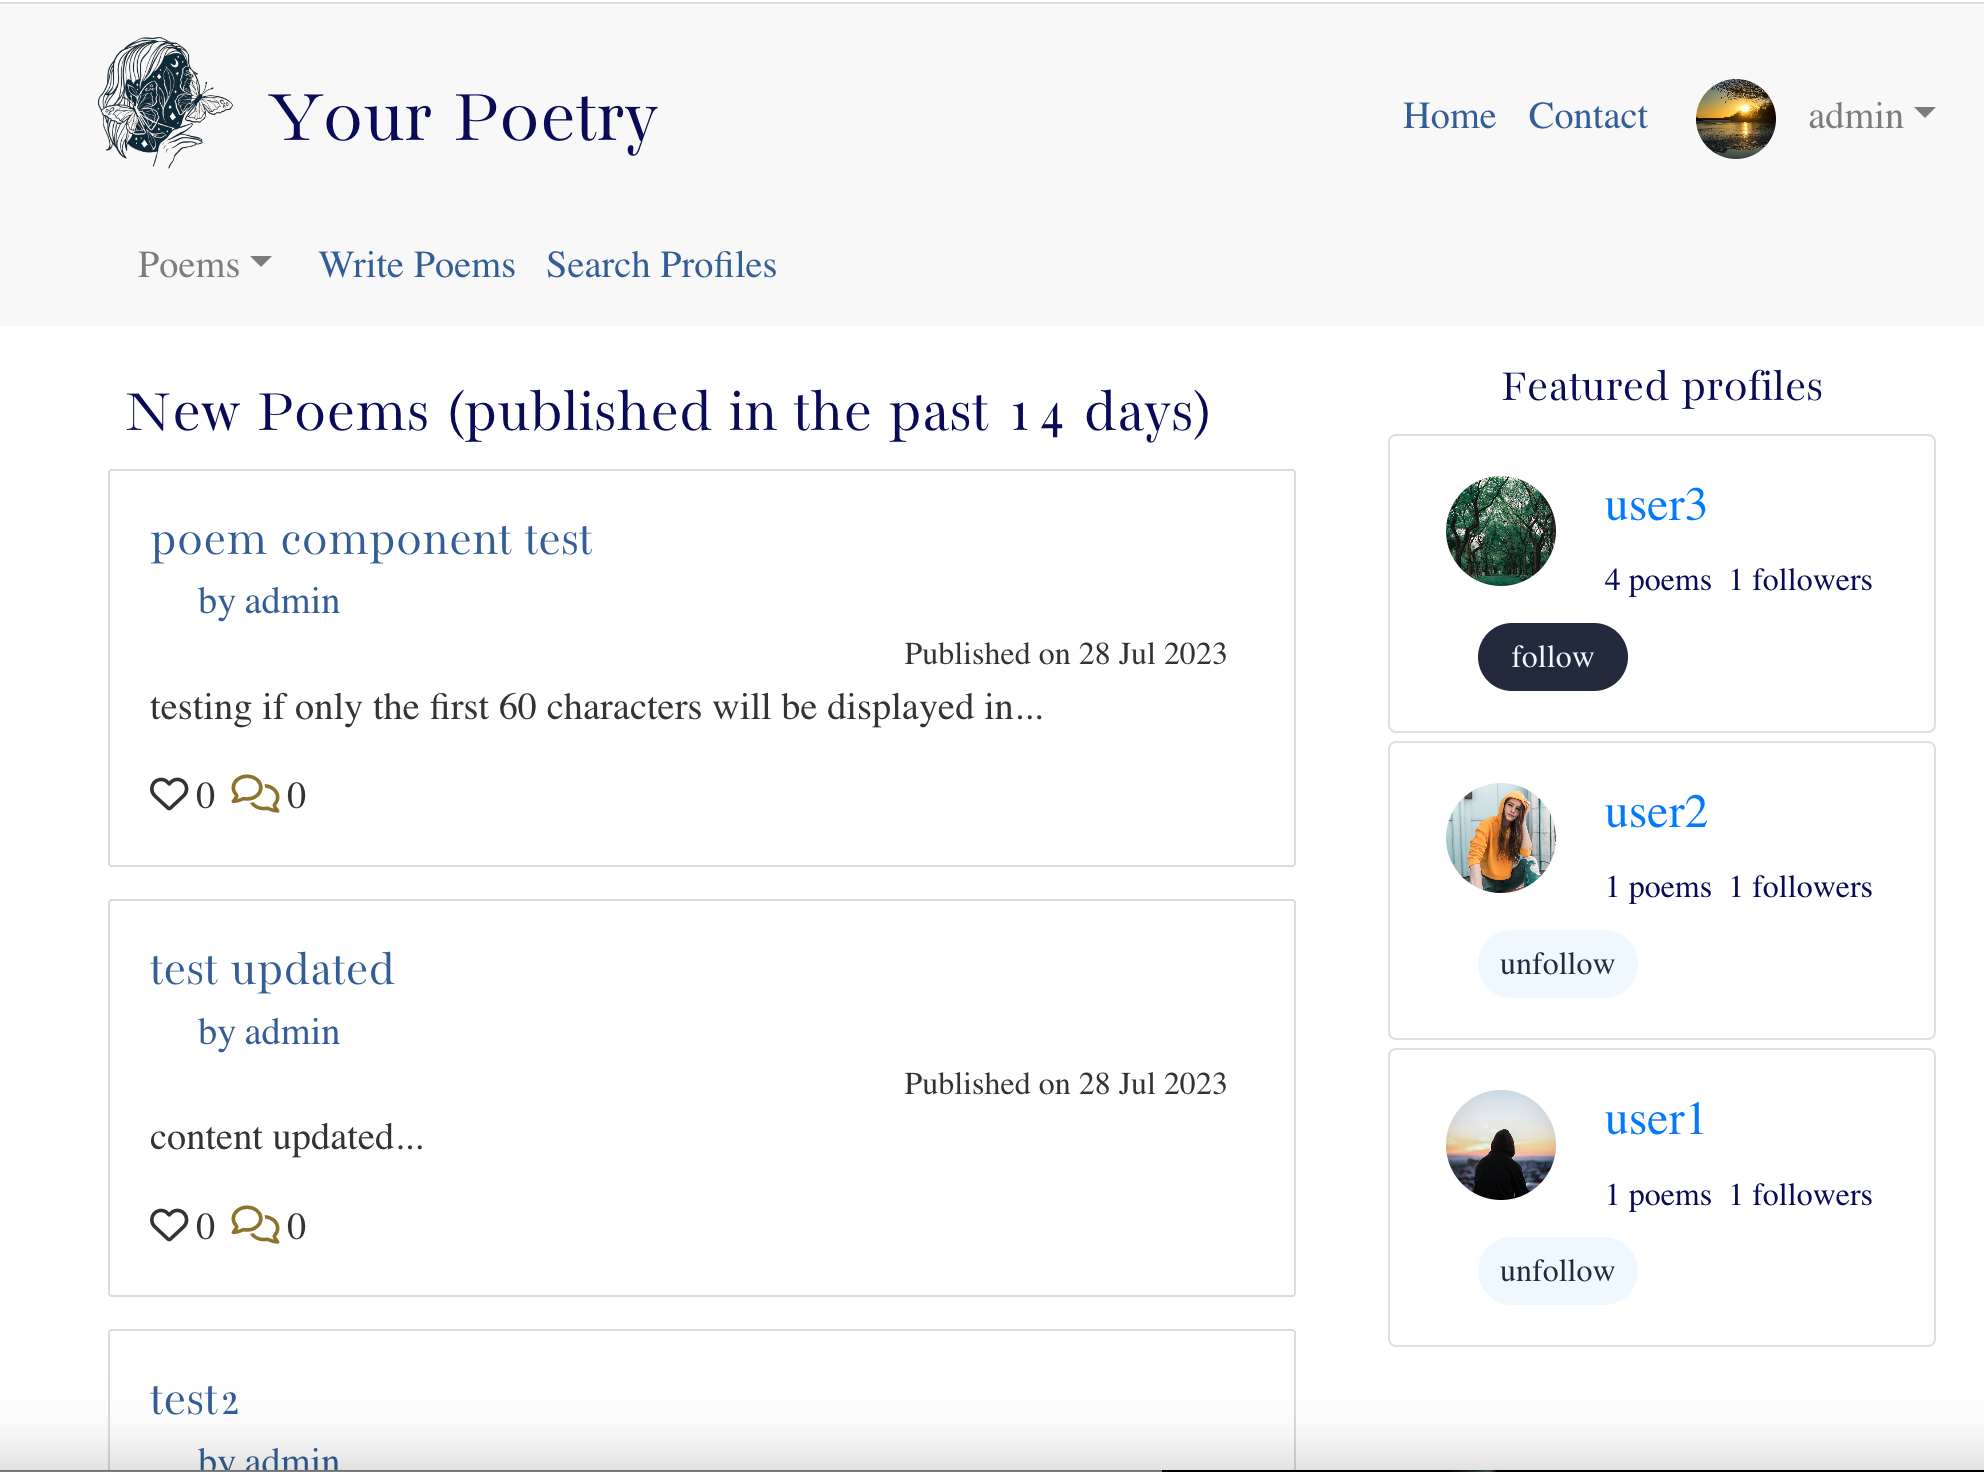 Your Poetry
Home Contact admin
Poems Write Poems Search Profiles
New Poems (published in the past 14 days)
poem component test
by admin
Published on 28 Jul 2023
testing if only the first 60 characters will be displayed in...
0 0
test updated
by admin
Published on 28 Jul 2023
content updated...
0 0
test2
by admin
Featured profiles
user3
4 poems 1 followers
follow
user2
1 poems 1 followers
unfollow
user1
1 poems 1 followers
unfollow